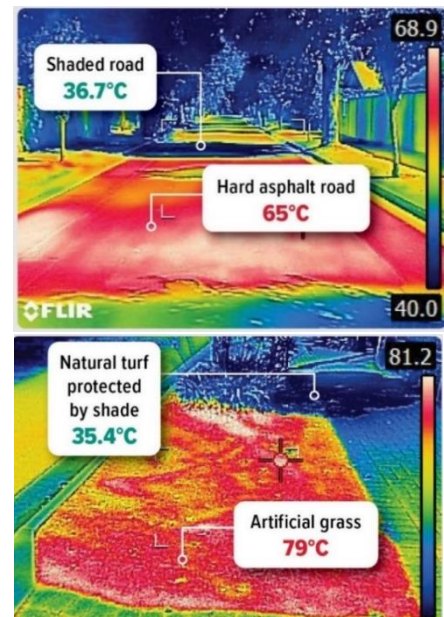 68.9
Shaded road
36.7°C
Hard asphalt road
65°C
FLIR
40.0
81.2
Natural turf
protected
by shade
35.4°C
Artificial grass
79°C